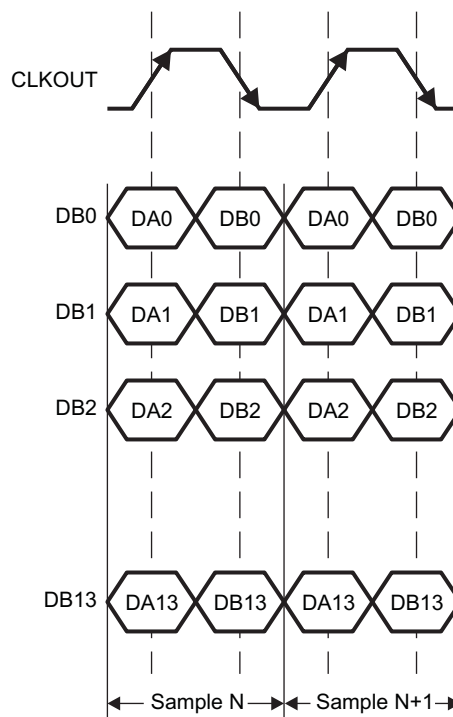 CLKOUT
DB0 DA0 DB0 DA0 DB0
DB1 DA1 DB1 DA1 DB1
DB2 DA2 DB2 DA2 DB2
DB13 DA13 DB13 DA13 DB13
Sample N Sample N+1